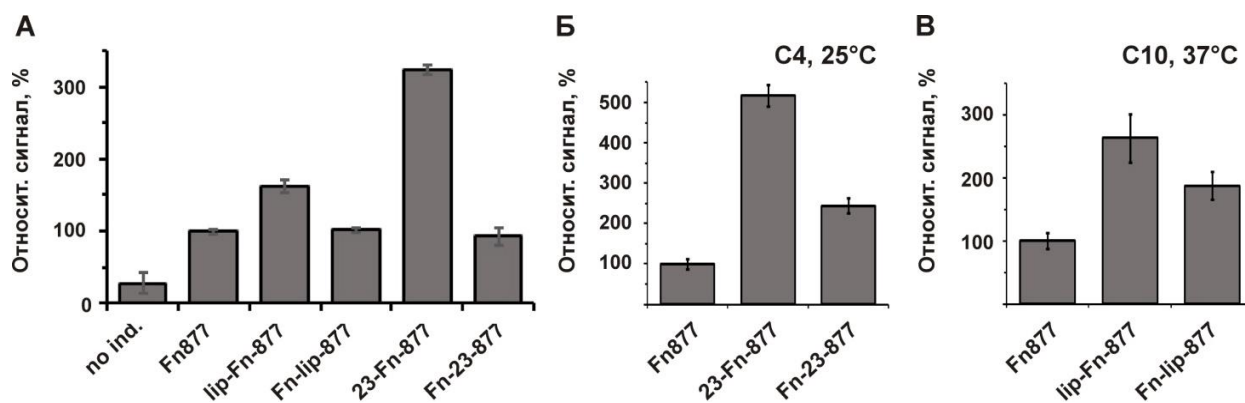 А
Относит. сигнал, %
300
200
100
0
no ind.
Fn877
lip-Fn-877
Fn-lip-877
23-Fn-877
Fn-23-877
Б
C4, 25°C
Относит. сигнал, %
500
400
300
200
100
Fn877
23-Fn-877
Fn-23-877
В
C10, 37°C
Относит. сигнал, %
300
200
100
Fn877
lip-Fn-877
Fn-lip-877